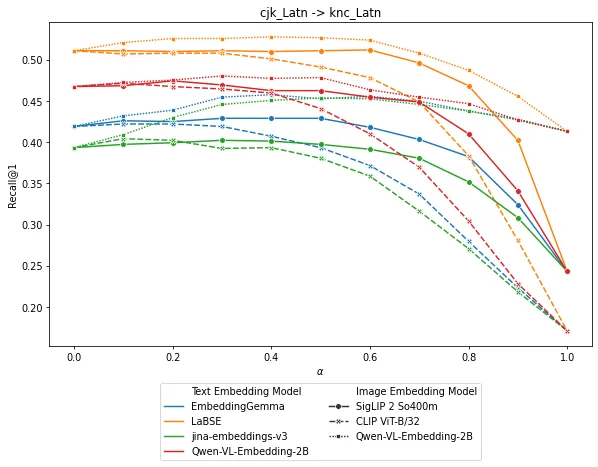 cjk_Latn -> knc_Latn
Recall@1
0.50
0.45
0.40
0.35
0.30
0.25
0.20
0.0 0.2 0.4 0.6 0.8 1.0
α
Text Embedding Model Image Embedding Model
EmbeddingGemma SigLIP 2 So400m
LaBSE CLIP ViT-B/32
jina-embeddings-v3 Qwen-VL-Embedding-2B
Qwen-VL-Embedding-2B